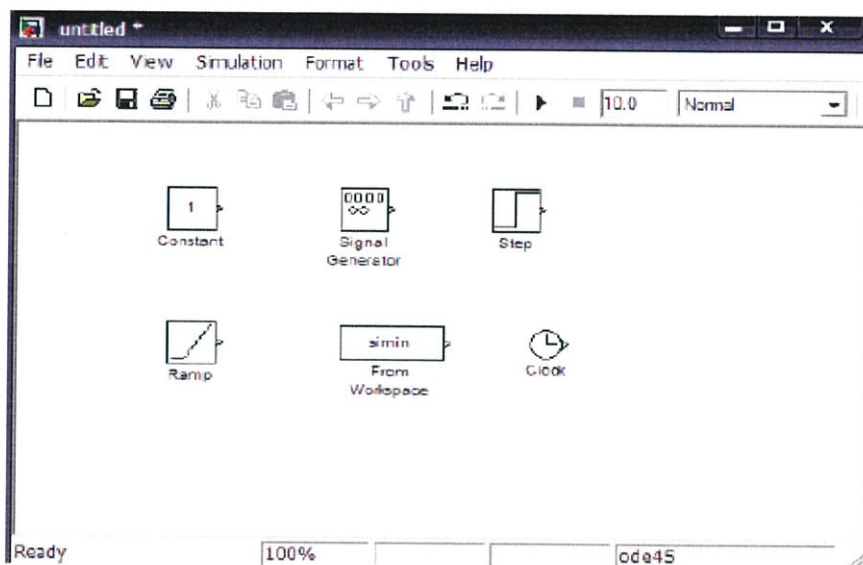 untitled *
File Edit View Simulation Format Tools Help
10.0 Normal
1
Constant
Signal
Generator
Step
Ramp
simin
From
Workspace
Clock
Ready 100% ode45